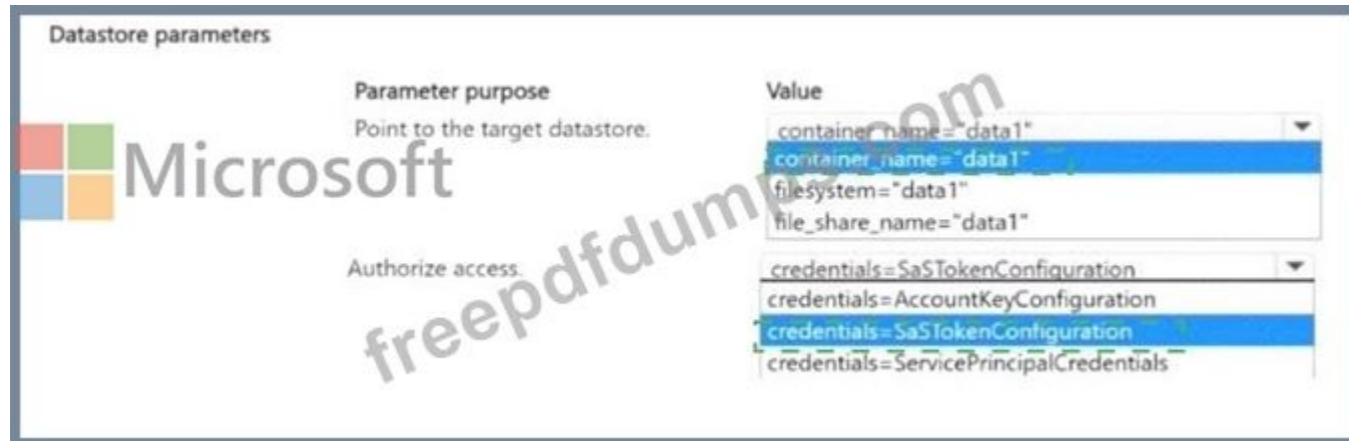 Datastore parameters
Parameter purpose
Value
Point to the target datastore.
container_name="data1"
container_name="data1"
filesystem="data1"
file_share_name="data1"
Microsoft
Authorize access.
credentials=SaSTokenConfiguration
credentials=AccountKeyConfiguration
credentials=SaSTokenConfiguration
credentials=ServicePrincipalCredentials
freepdfdumps.com